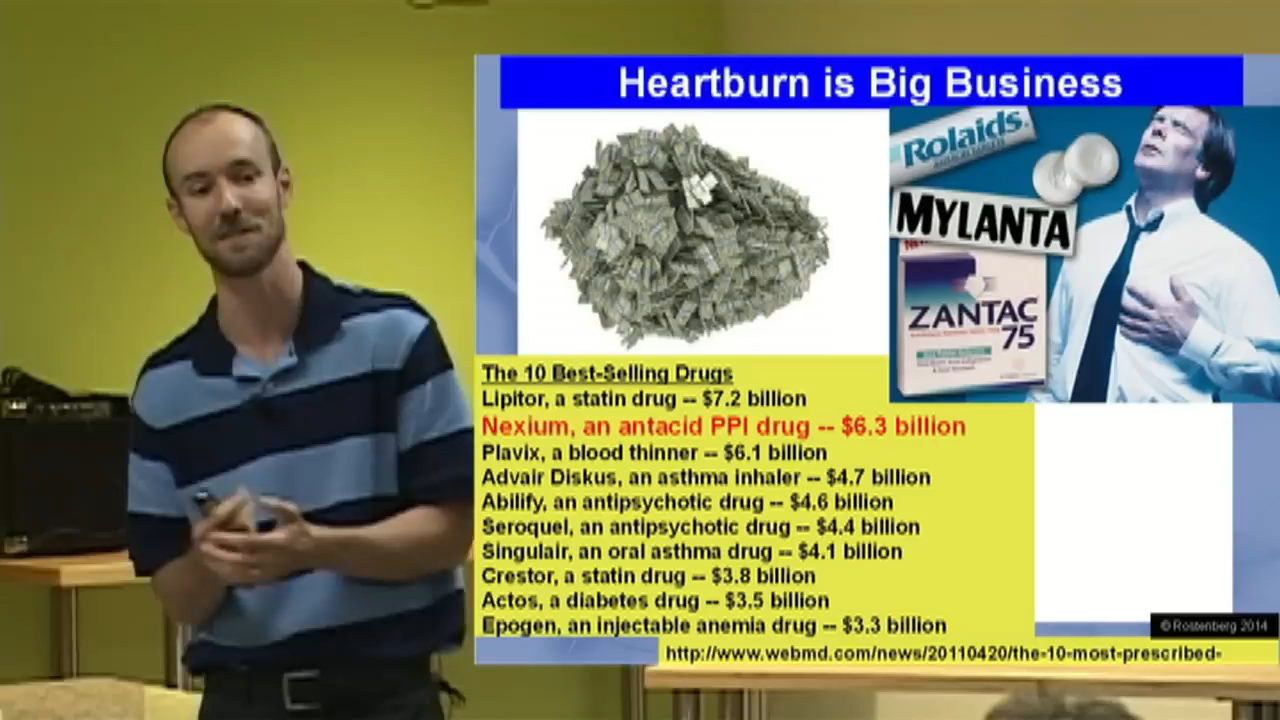 Heartburn is Big Business
Rolaids.
MYLANTA
ZANTAC
75
The 10 Best-Selling Drugs
Lipitor, a statin drug -- $7.2 billion
Nexium, an antacid PPI drug -- $6.3 billion
Plavix, a blood thinner -- $6.1 billion
Advair Diskus, an asthma inhaler -- $4.7 billion
Abilify, an antipsychotic drug -- $4.6 billion
Seroquel, an antipsychotic drug -- $4.4 billion
Singulair, an oral asthma drug -- $4.1 billion
Crestor, a statin drug -- $3.8 billion
Actos, a diabetes drug -- $3.5 billion
Epogen, an injectable anemia drug -- $3.3 billion
© Rostenberg 2014
http://www.webmd.com/news/20110420/the-10-most-prescribed-